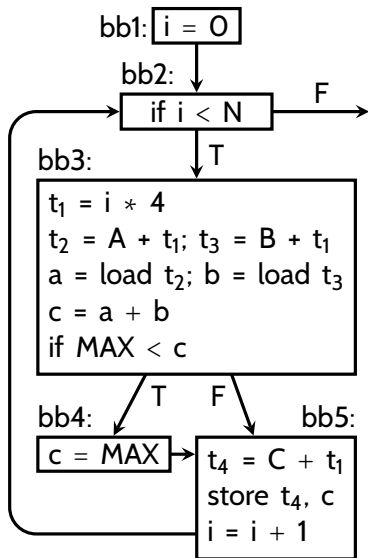 bb1: i = 0
bb2:
if i < N F
T
bb3:
t₁ = i * 4
t₂ = A + t₁; t₃ = B + t₁
a = load t₂; b = load t₃
c = a + b
if MAX < c
T F
bb4: bb5:
c = MAX
t₄ = C + t₁
store t₄, c
i = i + 1